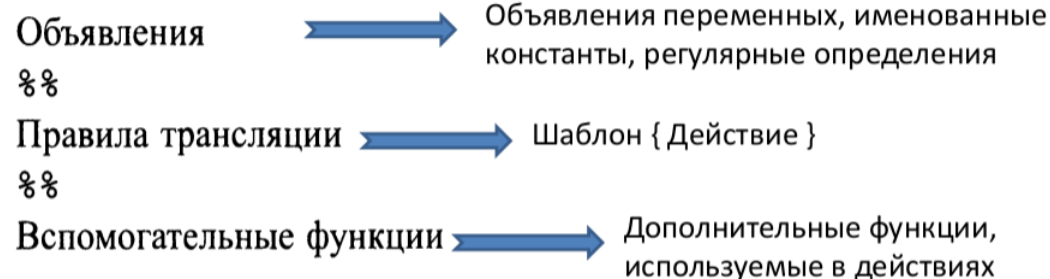 Объявления
Объявления переменных, именованные
константы, регулярные определения
%%
Правила трансляции
Шаблон { Действие }
%%
Вспомогательные функции
Дополнительные функции,
используемые в действиях